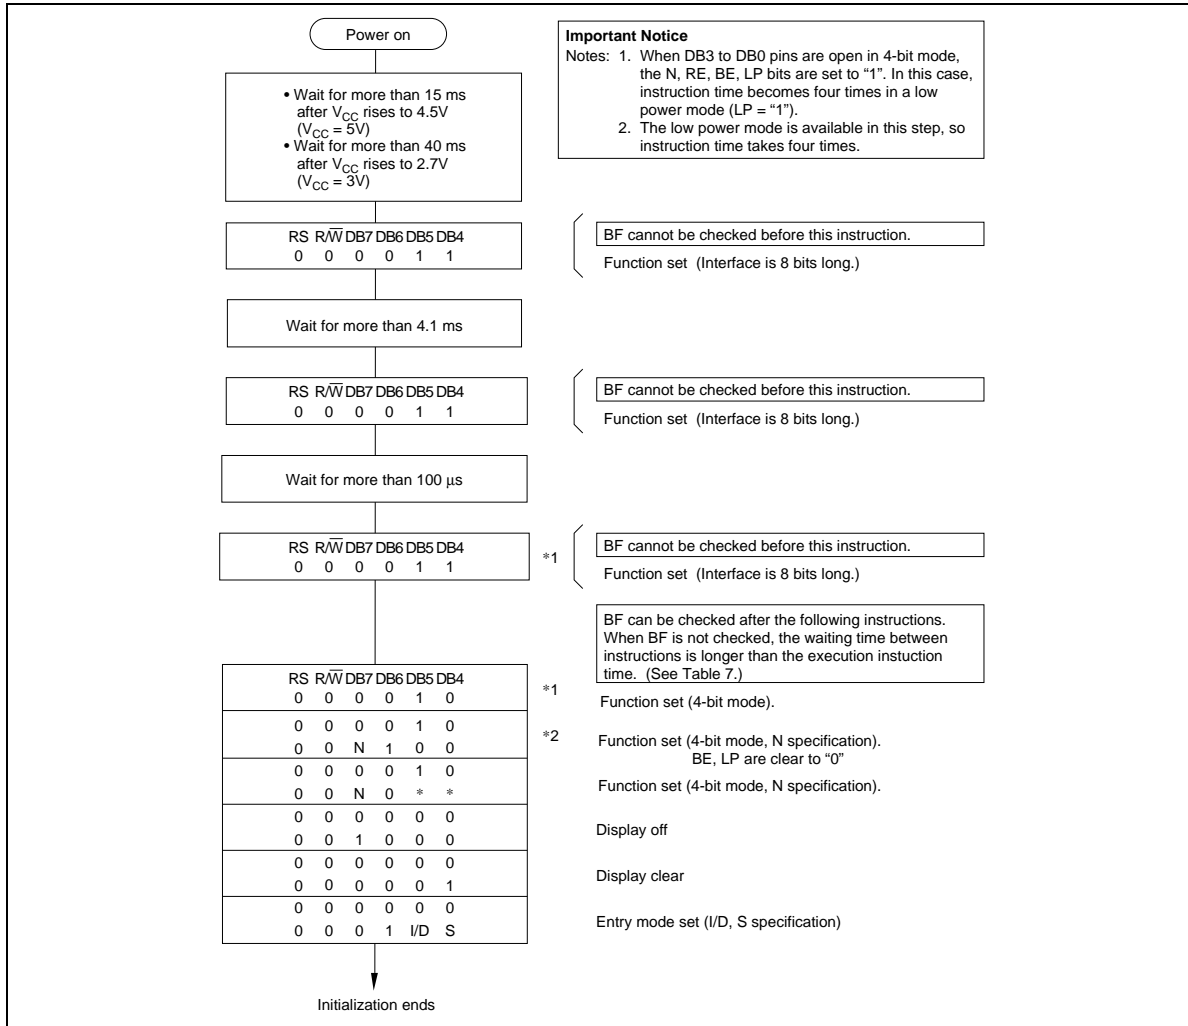 Power on
• Wait for more than 15 ms
after VCC rises to 4.5V
(VCC = 5V)
• Wait for more than 40 ms
after VCC rises to 2.7V
(VCC = 3V)
Important Notice
Notes: 1. When DB3 to DB0 pins are open in 4-bit mode,
the N, RE, BE, LP bits are set to “1”. In this case,
instruction time becomes four times in a low
power mode (LP = “1”).
2. The low power mode is available in this step, so
instruction time takes four times.
RS R/W̅ DB7 DB6 DB5 DB4
0 0 0 0 1 1
BF cannot be checked before this instruction.
Function set (Interface is 8 bits long.)
Wait for more than 4.1 ms
RS R/W̅ DB7 DB6 DB5 DB4
0 0 0 0 1 1
BF cannot be checked before this instruction.
Function set (Interface is 8 bits long.)
Wait for more than 100 µs
RS R/W̅ DB7 DB6 DB5 DB4
0 0 0 0 1 1
*1
BF cannot be checked before this instruction.
Function set (Interface is 8 bits long.)
BF can be checked after the following instructions.
When BF is not checked, the waiting time between
instructions is longer than the execution instuction
time. (See Table 7.)
RS R/W̅ DB7 DB6 DB5 DB4
0 0 0 0 1 0
*1
Function set (4-bit mode).
0 0 0 0 1 0
0 0 N 1 0 0
*2
Function set (4-bit mode, N specification).
BE, LP are clear to “0”
0 0 0 0 1 0
0 0 N 0 * *
Function set (4-bit mode, N specification).
0 0 0 0 0 0
0 0 1 0 0 0
Display off
0 0 0 0 0 0
0 0 0 0 0 1
Display clear
0 0 0 0 0 0
0 0 0 1 I/D S
Entry mode set (I/D, S specification)
Initialization ends